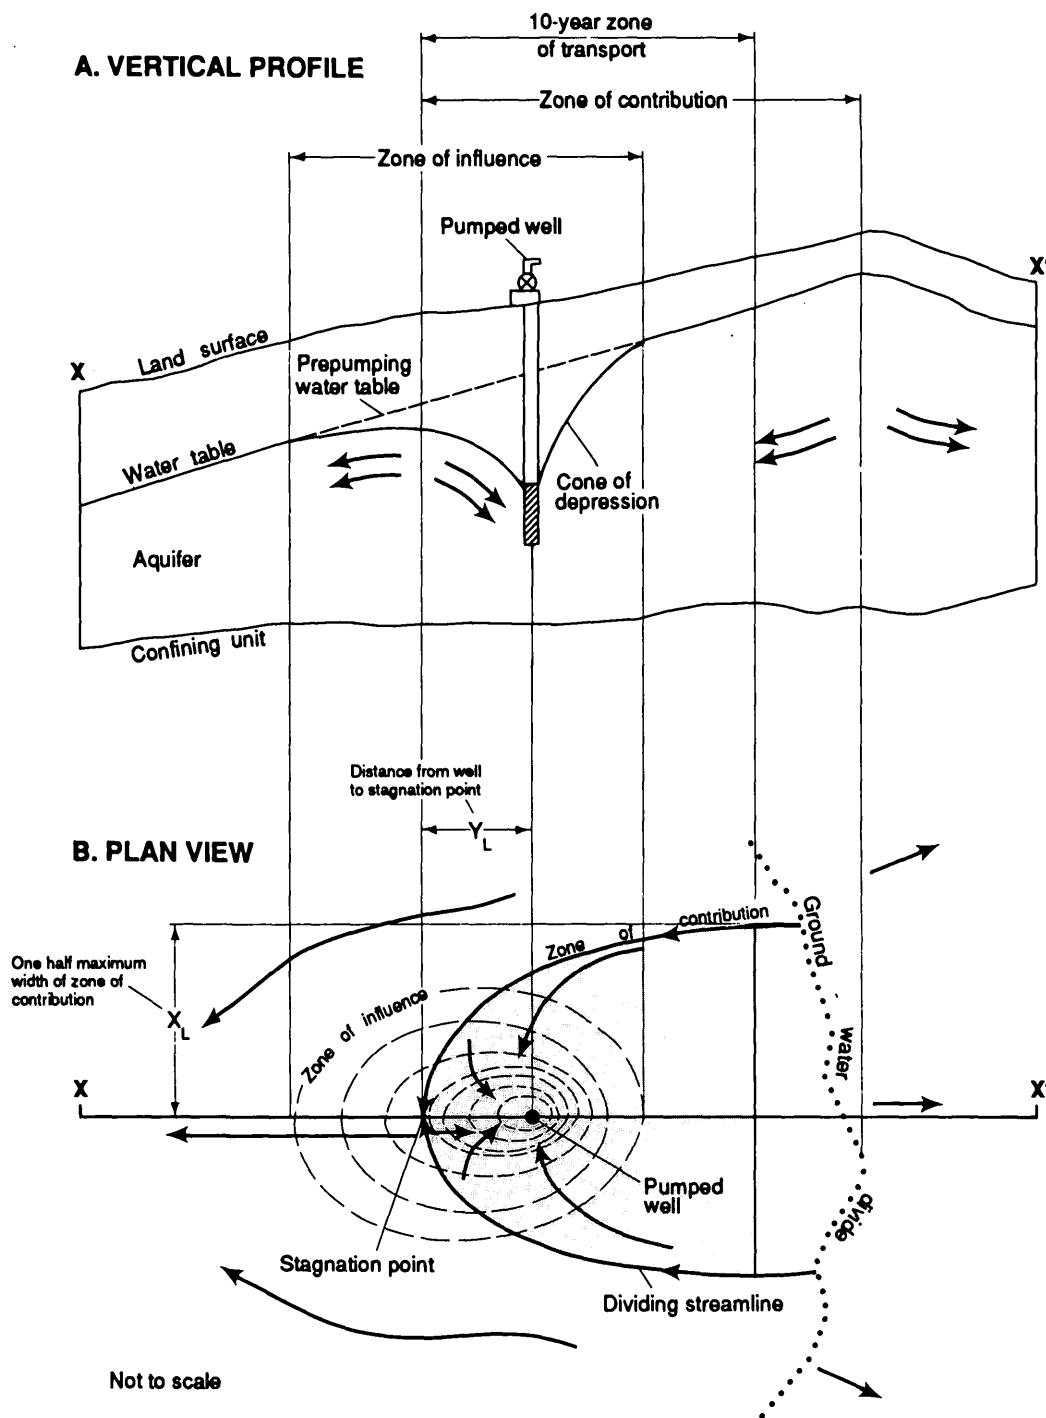 10-year zone
of transport
A. VERTICAL PROFILE
Zone of contribution
Zone of influence
Pumped well
X'
Land surface
X
Prepumping
water table
Water table
Cone of
depression
Aquifer
Confining unit
Distance from well
to stagnation point
Y_L
B. PLAN VIEW
Zone of contribution
Ground water divide
One half maximum
width of zone of
contribution
X_L
Zone of influence
X
X'
Pumped
well
Stagnation point
Dividing streamline
Not to scale